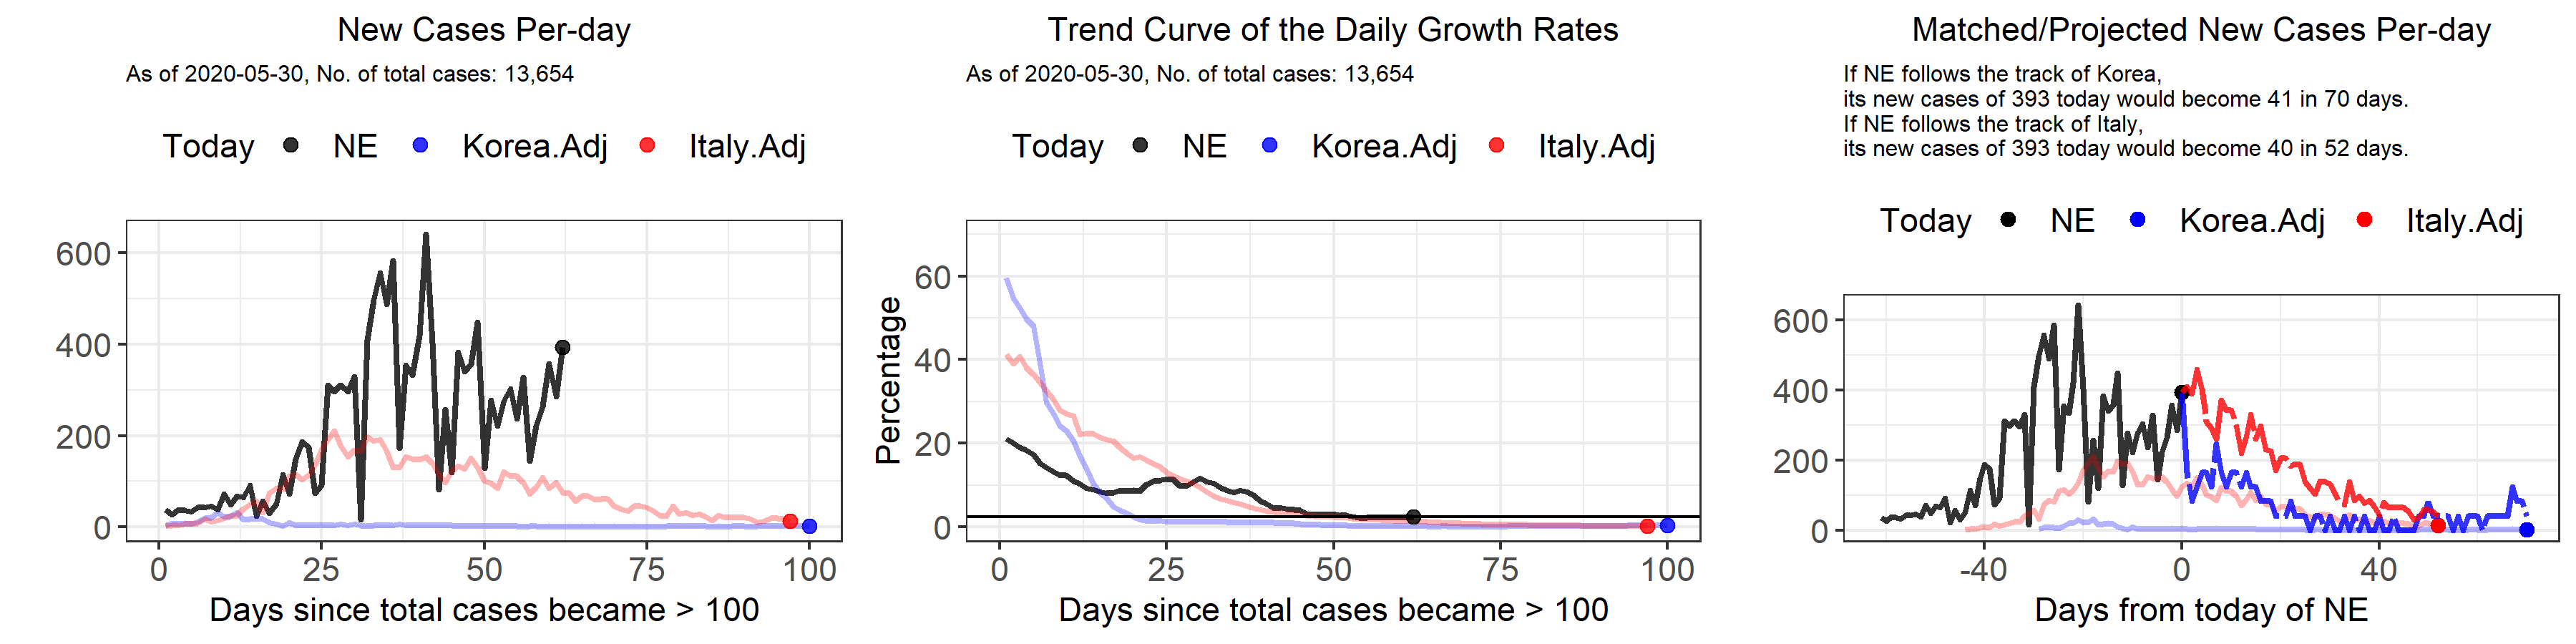 New Cases Per-day
As of 2020-05-30, No. of total cases: 13,654
Today NE Korea.Adj Italy.Adj
600
400
200
0
0 25 50 75 100
Days since total cases became > 100
Trend Curve of the Daily Growth Rates
As of 2020-05-30, No. of total cases: 13,654
Today NE Korea.Adj Italy.Adj
Percentage
60
40
20
0
0 25 50 75 100
Days since total cases became > 100
Matched/Projected New Cases Per-day
If NE follows the track of Korea,
its new cases of 393 today would become 41 in 70 days.
If NE follows the track of Italy,
its new cases of 393 today would become 40 in 52 days.
Today NE Korea.Adj Italy.Adj
600
400
200
0
-40 0 40
Days from today of NE